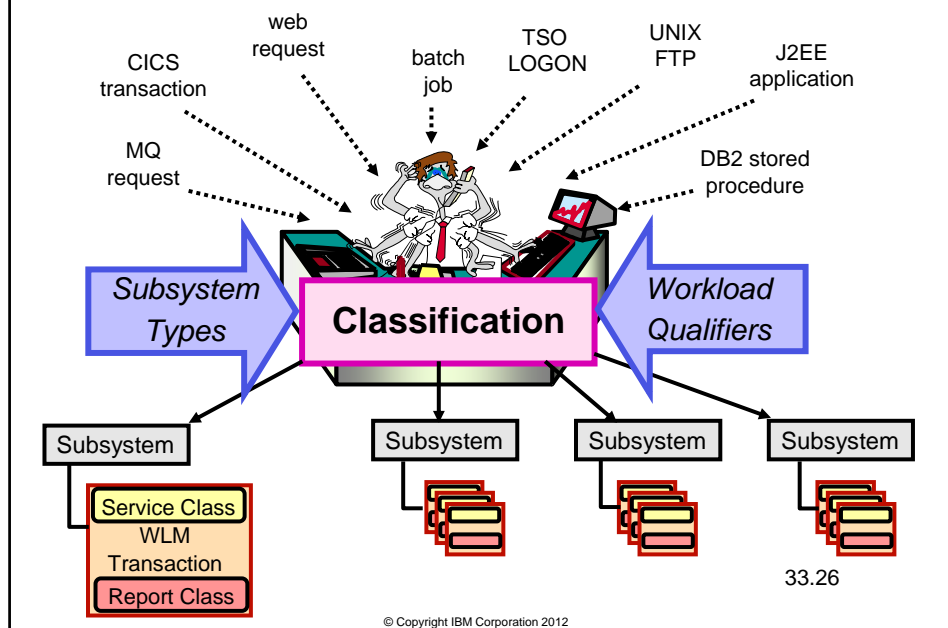 web
request
TSO
LOGON
UNIX
FTP
CICS
transaction
batch
job
J2EE
application
MQ
request
DB2 stored
procedure
Subsystem
Types
Classification
Workload
Qualifiers
Subsystem
Subsystem
Subsystem
Subsystem
Service Class
WLM
Transaction
Report Class
33.26
© Copyright IBM Corporation 2012